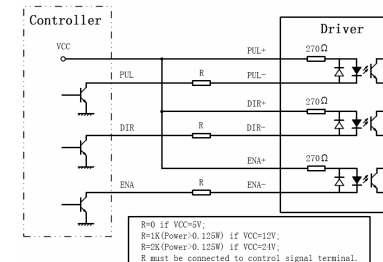 Controller
Driver
VCC
PUL+
270Ω
PUL
R
PUL-
DIR+
270Ω
DIR
R
DIR-
ENA+
270Ω
ENA
R
ENA-
R=0 if VCC=5V;
R=1K(Power>0.125W) if VCC=12V;
R=2K(Power>0.125W) if VCC=24V;
R must be connected to control signal terminal.